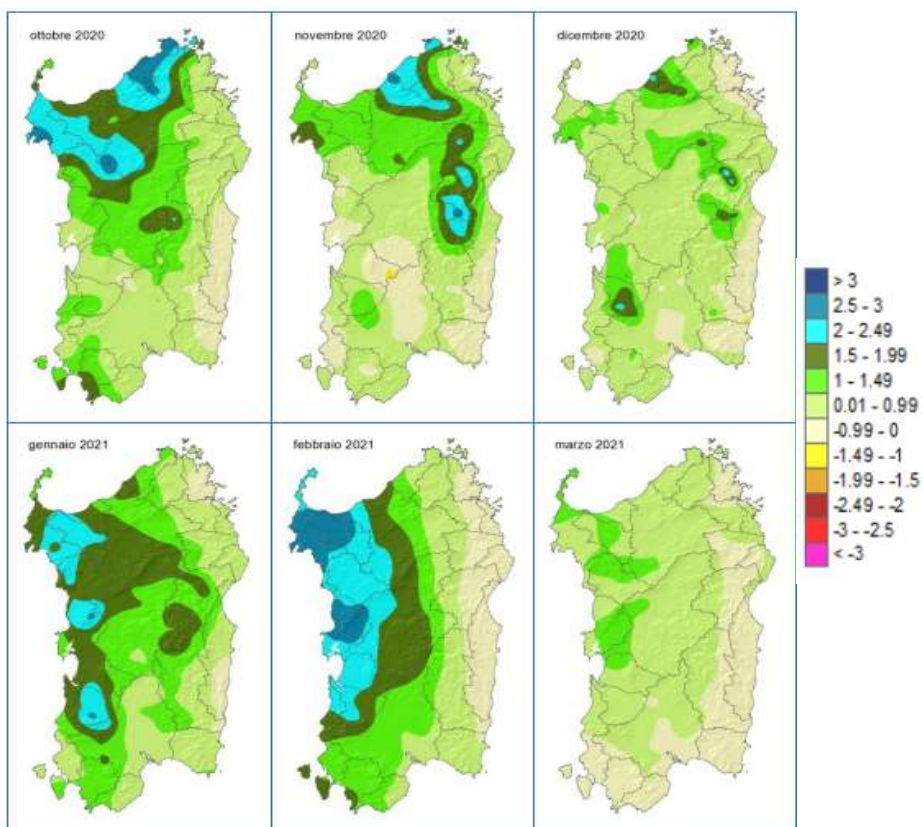 ottobre 2020
novembre 2020
dicembre 2020
gennaio 2021
febbraio 2021
marzo 2021
> 3
2.5 - 3
2 - 2.49
1.5 - 1.99
1 - 1.49
0.01 - 0.99
-0.99 - 0
-1.49 - -1
-1.99 - -1.5
-2.49 - -2
-3 - -2.5
< -3